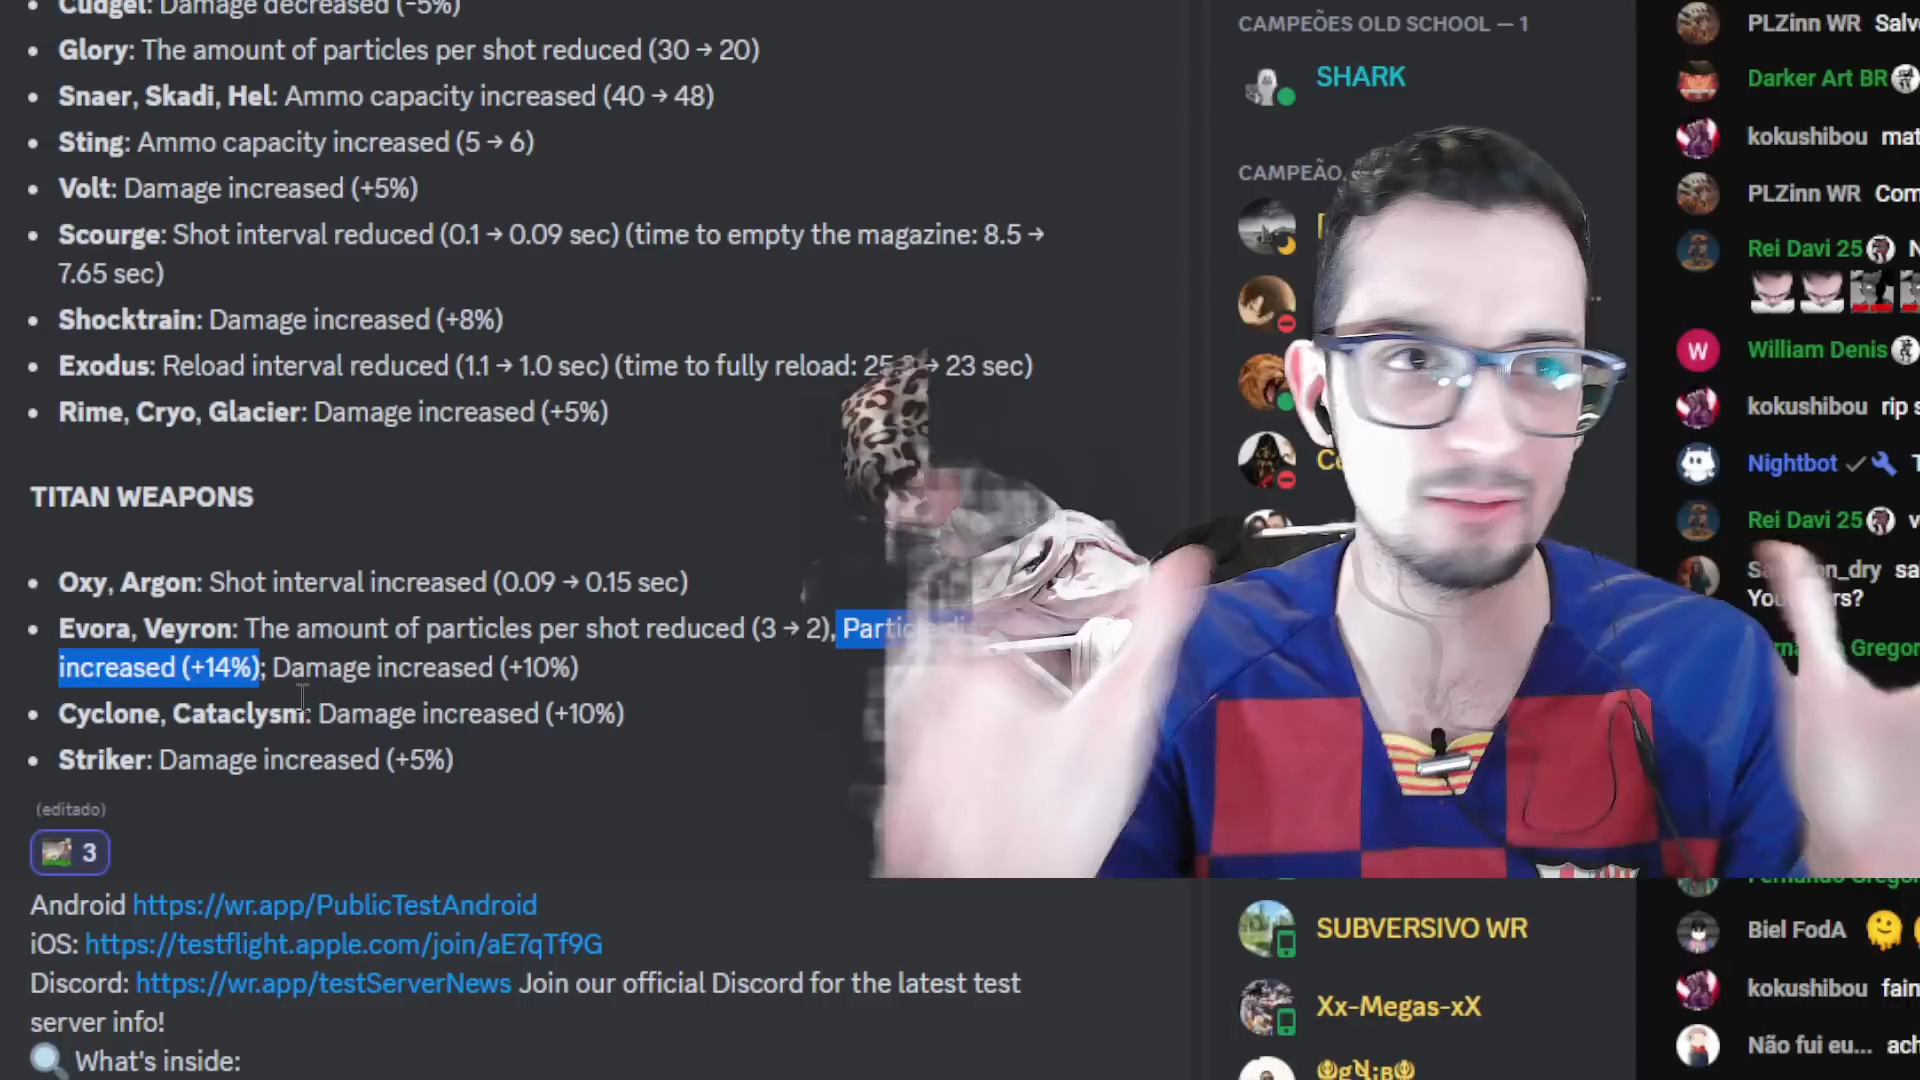 Cudgel: Damage decreased (-5%)
Glory: The amount of particles per shot reduced (30 → 20)
Snaer, Skadi, Hel: Ammo capacity increased (40 → 48)
Sting: Ammo capacity increased (5 → 6)
Volt: Damage increased (+5%)
Scourge: Shot interval reduced (0.1 → 0.09 sec) (time to empty the magazine: 8.5 →
7.65 sec)
Shocktrain: Damage increased (+8%)
Exodus: Reload interval reduced (1.1 → 1.0 sec) (time to fully reload: → 23 sec)
Rime, Cryo, Glacier: Damage increased (+5%)
TITAN WEAPONS
Oxy, Argon: Shot interval increased (0.09 → 0.15 sec)
Evora, Veyron: The amount of particles per shot reduced (3 → 2),
increased (+14%); Damage increased (+10%)
Cyclone, Cataclysm: Damage increased (+10%)
Striker: Damage increased (+5%)
(editado)
3
Android https://wr.app/PublicTestAndroid
iOS: https://testflight.apple.com/join/aE7qTf9G
Discord: https://wr.app/testServerNews Join our official Discord for the latest test
server info!
What's inside:
CAMPEÕES OLD SCHOOL — 1
SHARK
CAMPEÃO
SUBVERSIVO WR
Xx-Megas-xX
PLZinn WR Salv
Darker Art BR
kokushibou mat
PLZinn WR Com
Rei Davi 25 N
W William Denis
kokushibou rip s
Nightbot T
Rei Davi 25 v
sa
Biel FodA
kokushibou fain
Não fui eu... ach